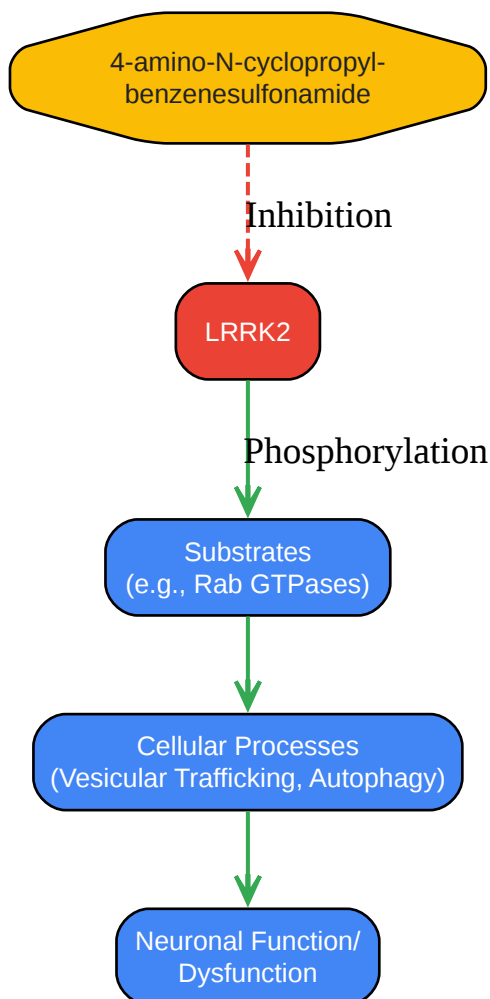 4-amino-N-cyclopropyl-
benzenesulfonamide
Inhibition
LRRK2
Phosphorylation
Substrates
(e.g., Rab GTPases)
Cellular Processes
(Vesicular Trafficking, Autophagy)
Neuronal Function/
Dysfunction